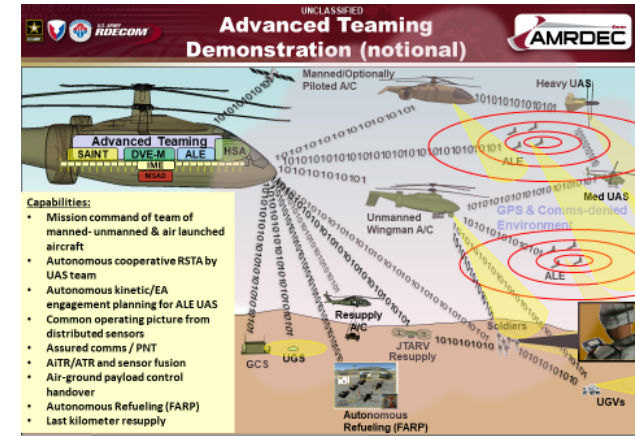 UNCLASSIFIED
Advanced Teaming
Demonstration (notional)
U.S. ARMY
RDECOM
AMRDEC
Manned/Optionally
Piloted A/C
Heavy UAS
Advanced Teaming
SAINT
DVE-M
ALE
HSA
IME
MSAD
ALE
Med UAS
Unmanned
Wingman A/C
GPS & Comms-denied
Environment
ALE
Capabilities:
• Mission command of team of
manned- unmanned & air launched
aircraft
• Autonomous cooperative RSTA by
UAS team
• Autonomous kinetic/EA
engagement planning for ALE UAS
• Common operating picture from
distributed sensors
• Assured comms / PNT
• AiTR/ATR and sensor fusion
• Air-ground payload control
handover
• Autonomous Refueling (FARP)
• Last kilometer resupply
Resupply
A/C
Soldiers
GCS
UGS
JTARV
Resupply
UGVs
Autonomous
Refueling (FARP)